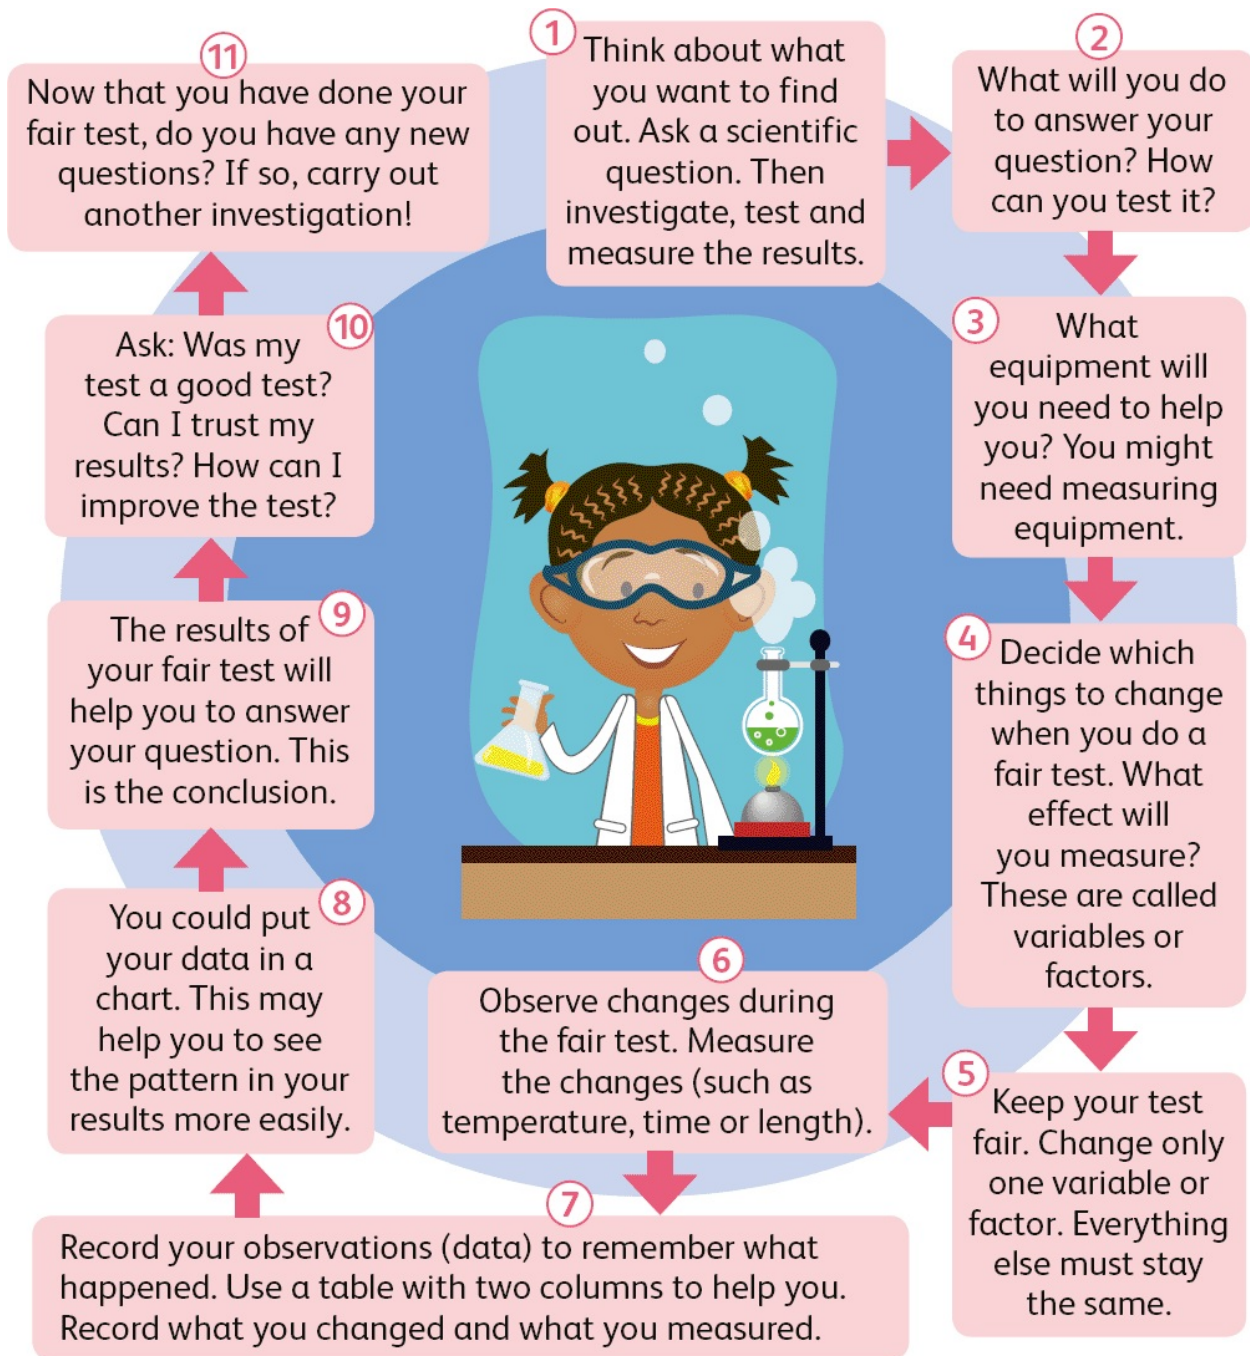 1
Think about what
you want to find
out. Ask a scientific
question. Then
investigate, test and
measure the results.
2
What will you do
to answer your
question? How
can you test it?
3
What
equipment will
you need to help
you? You might
need measuring
equipment.
4
Decide which
things to change
when you do a
fair test. What
effect will
you measure?
These are called
variables or
factors.
5
Keep your test
fair. Change only
one variable or
factor. Everything
else must stay
the same.
6
Observe changes during
the fair test. Measure
the changes (such as
temperature, time or length).
7
Record your observations (data) to remember what
happened. Use a table with two columns to help you.
Record what you changed and what you measured.
8
You could put
your data in a
chart. This may
help you to see
the pattern in your
results more easily.
9
The results of
your fair test will
help you to answer
your question. This
is the conclusion.
10
Ask: Was my
test a good test?
Can I trust my
results? How can I
improve the test?
11
Now that you have done your
fair test, do you have any new
questions? If so, carry out
another investigation!